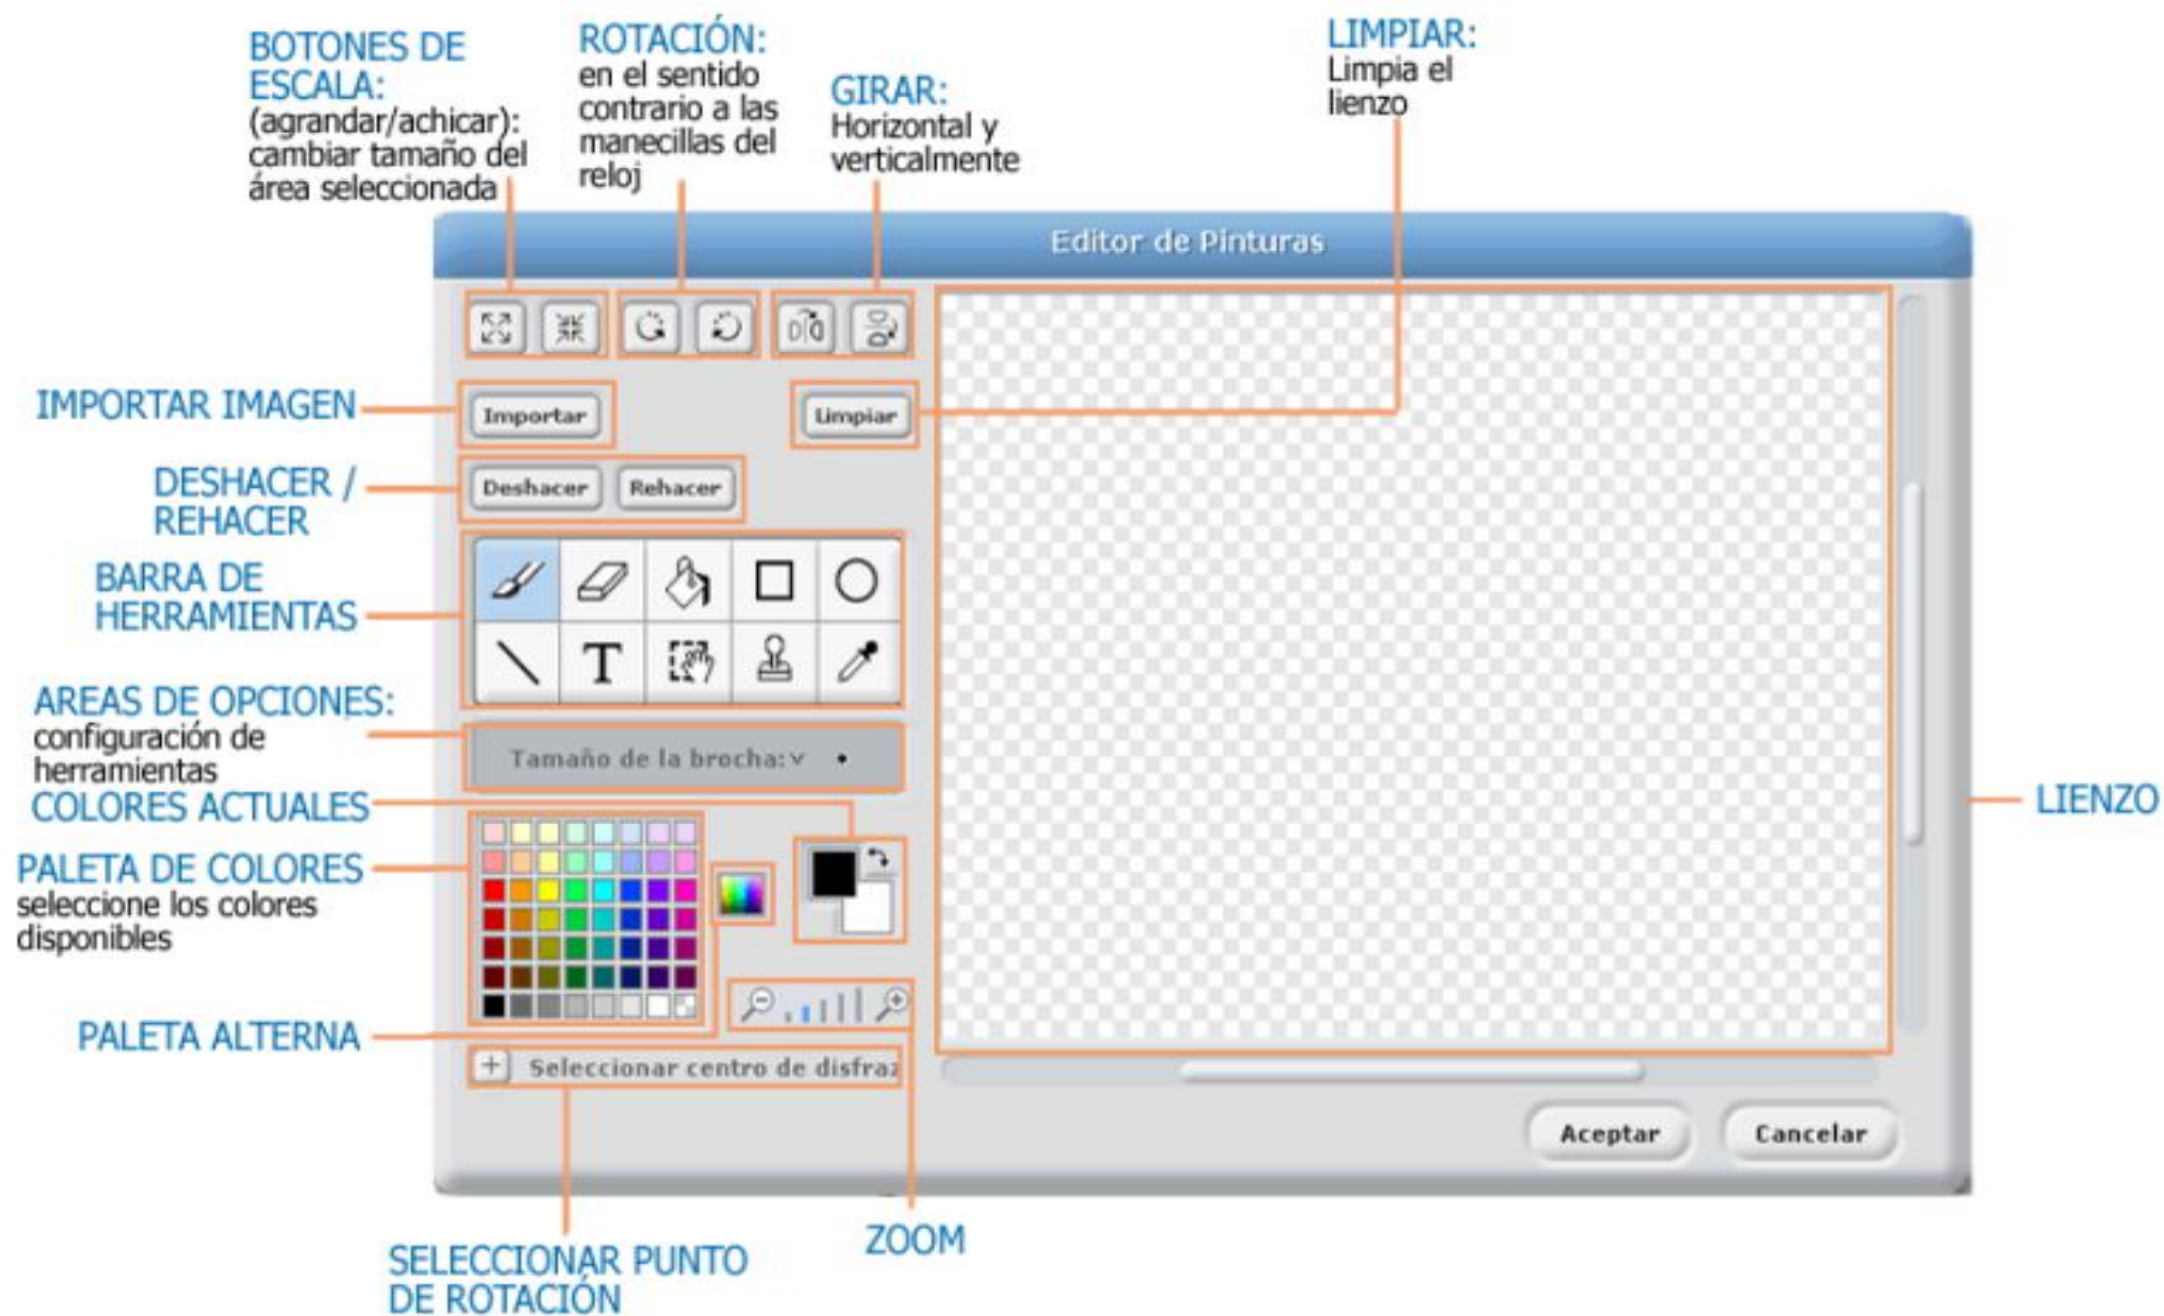 BOTONES DE
ESCALA:
(agrandar/achicar):
cambiar tamaño del
área seleccionada
ROTACIÓN:
en el sentido
contrario a las
manecillas del
reloj
GIRAR:
Horizontal y
verticalmente
LIMPIAR:
Limpia el
lienzo
Editor de Pinturas
IMPORTAR IMAGEN
Importar
Limpiar
DESHACER /
REHACER
Deshacer
Rehacer
BARRA DE
HERRAMIENTAS
T
AREAS DE OPCIONES:
configuración de
herramientas
Tamaño de la brocha:
COLORES ACTUALES
PALETA DE COLORES
seleccione los colores
disponibles
LIENZO
PALETA ALTERNA
Seleccionar centro de disfraz
Aceptar
Cancelar
SELECCIONAR PUNTO
DE ROTACIÓN
ZOOM